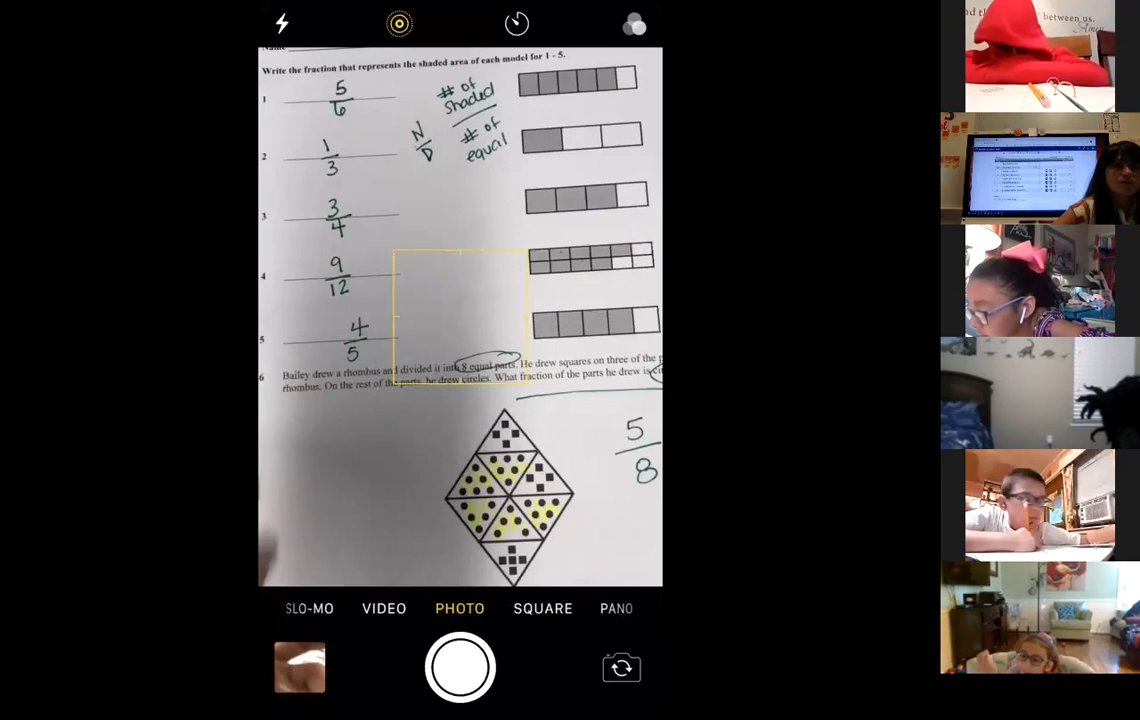 Write the fraction that represents the shaded area of each model for 1 - 5.
1
5
6
# of
shaded
# of
equal
N
D
2
1
3
3
3
4
4
9
12
5
4
5
6
Bailey drew a rhombus and divided it into 8 equal parts. He drew squares on three of the
rhombus. On the rest of the parts, he drew circles. What fraction of the parts he drew is
5
8
SLO-MO
VIDEO
PHOTO
SQUARE
PANO
between us.
Amen